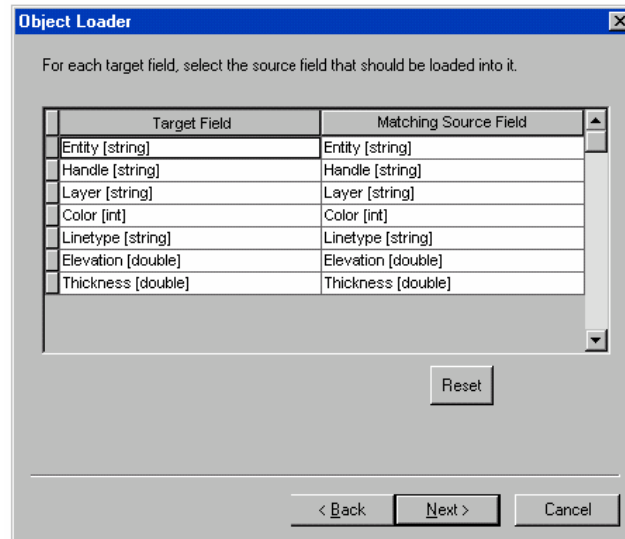 Object Loader
For each target field, select the source field that should be loaded into it.
Target Field Matching Source Field
Entity [string] Entity [string]
Handle [string] Handle [string]
Layer [string] Layer [string]
Color [int] Color [int]
Linetype [string] Linetype [string]
Elevation [double] Elevation [double]
Thickness [double] Thickness [double]
Reset
< Back Next > Cancel